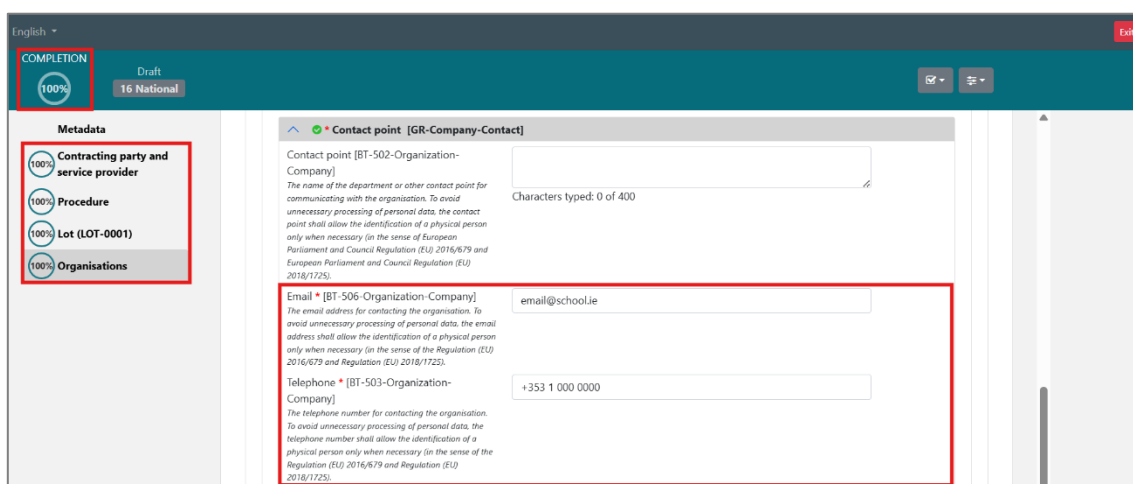 English
Exit
COMPLETION
100%
Draft
16 National
Metadata
100% Contracting party and
service provider
100% Procedure
100% Lot (LOT-0001)
100% Organisations
* Contact point [GR-Company-Contact]
Contact point [BT-502-Organization-
Company]
The name of the department or other contact point for
communicating with the organisation. To avoid
unnecessary processing of personal data, the contact
point shall allow the identification of a physical person
only when necessary (in the sense of European
Parliament and Council Regulation (EU) 2016/679 and
European Parliament and Council Regulation (EU)
2018/1725).
Characters typed: 0 of 400
Email * [BT-506-Organization-Company]
The email address for contacting the organisation. To
avoid unnecessary processing of personal data, the email
address shall allow the identification of a physical person
only when necessary (in the sense of the Regulation (EU)
2016/679 and Regulation (EU) 2018/1725).
email@school.ie
Telephone * [BT-503-Organization-
Company]
The telephone number for contacting the organisation.
To avoid unnecessary processing of personal data, the
telephone number shall allow the identification of a
physical person only when necessary (in the sense of the
Regulation (EU) 2016/679 and Regulation (EU)
2018/1725).
+353 1 000 0000